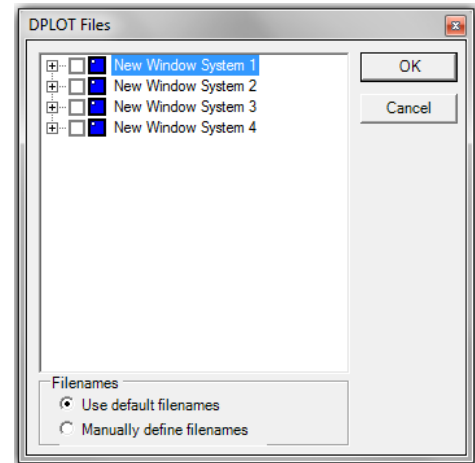 DPLOT Files
New Window System 1
New Window System 2
New Window System 3
New Window System 4
OK
Cancel
Filenames
Use default filenames
Manually define filenames